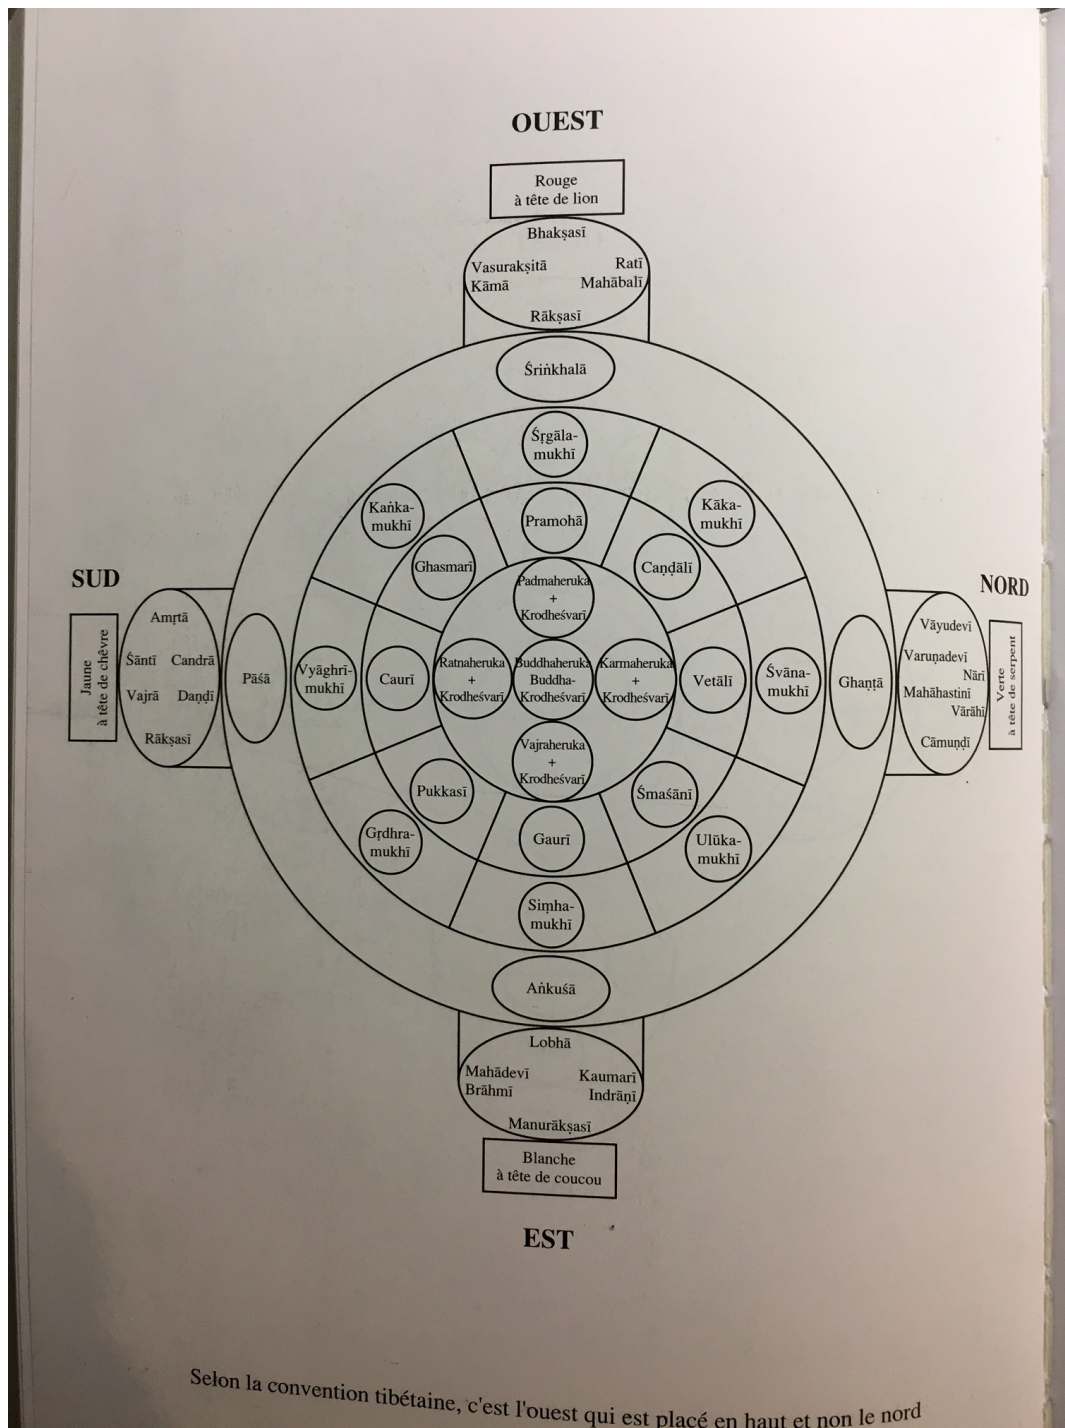 OUEST
Rouge
à tête de lion
Bhakṣasī
Vasurakṣitā
Kāmā
Ratī
Mahābalī
Rākṣasī
Śriṅkhalā
Śṛgāla-
mukhī
Kaṅka-
mukhī
Kāka-
mukhī
Pramohā
Ghasmarī
Caṇḍālī
SUD
Jaune
à tête de chêvre
Amṛtā
Śāntī
Candrā
Vajrā
Daṇḍī
Rākṣasī
Pāśā
Vyāghrī-
mukhī
Caurī
Padmaheruka
+
Krodheśvarī
Ratnaheruka
+
Krodheśvarī
Buddhaheruka
Buddha-
Krodheśvarī
Karmaheruka
+
Krodheśvarī
Vajraheruka
+
Krodheśvarī
Vetālī
Śvāna-
mukhī
Ghaṇṭā
NORD
Vāyudevī
Varuṇadevī
Nārī
Mahāhastinī
Vārāhī
Cāmuṇḍī
Verte
à tête de serpent
Pukkasī
Śmaśānī
Gṛdhra-
mukhī
Gaurī
Ulūka-
mukhī
Siṃha-
mukhī
Aṅkuśā
Lobhā
Mahādevī
Brāhmī
Kaumarī
Indrāṇī
Manurākṣasī
Blanche
à tête de coucou
EST
Selon la convention tibétaine, c'est l'ouest qui est placé en haut et non le nord